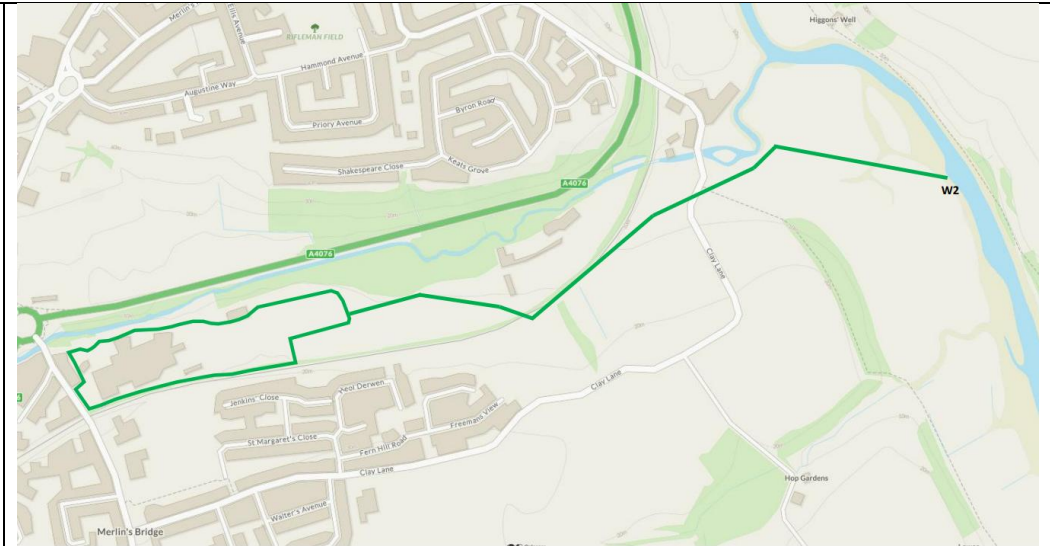 Higgons' Well
Merlin's
Ellis Avenue
RIFLEMAN FIELD
Hammond Avenue
Augustine Way
Priory Avenue
Byron Road
Shakespeare Close
Keats Grove
A4076
W2
A4076
Clay Lane
Clay Lane
Heol Derwen
Jenkins' Close
Freemans View
St Margaret's Close
Fern Hill Road
Clay Lane
Hop Gardens
Walter's Avenue
Merlin's Bridge